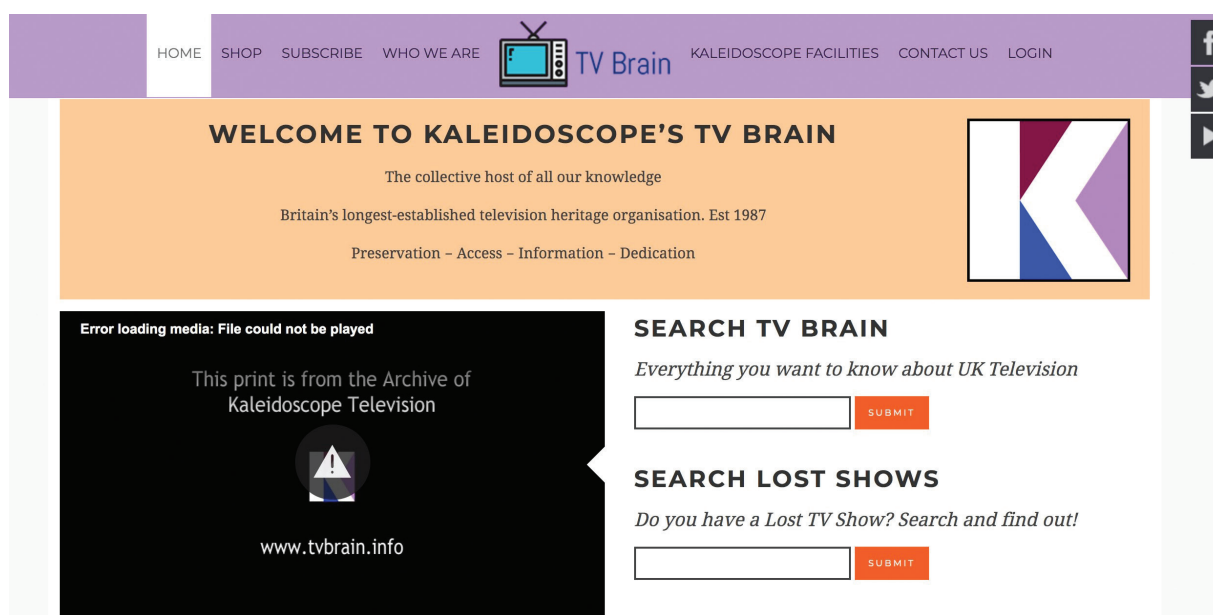 HOME SHOP SUBSCRIBE WHO WE ARE TV Brain KALEIDOSCOPE FACILITIES CONTACT US LOGIN
WELCOME TO KALEIDOSCOPE’S TV BRAIN
The collective host of all our knowledge
Britain’s longest-established television heritage organisation. Est 1987
Preservation – Access – Information – Dedication
Error loading media: File could not be played
This print is from the Archive of
Kaleidoscope Television
www.tvbrain.info
SEARCH TV BRAIN
Everything you want to know about UK Television
SUBMIT
SEARCH LOST SHOWS
Do you have a Lost TV Show? Search and find out!
SUBMIT